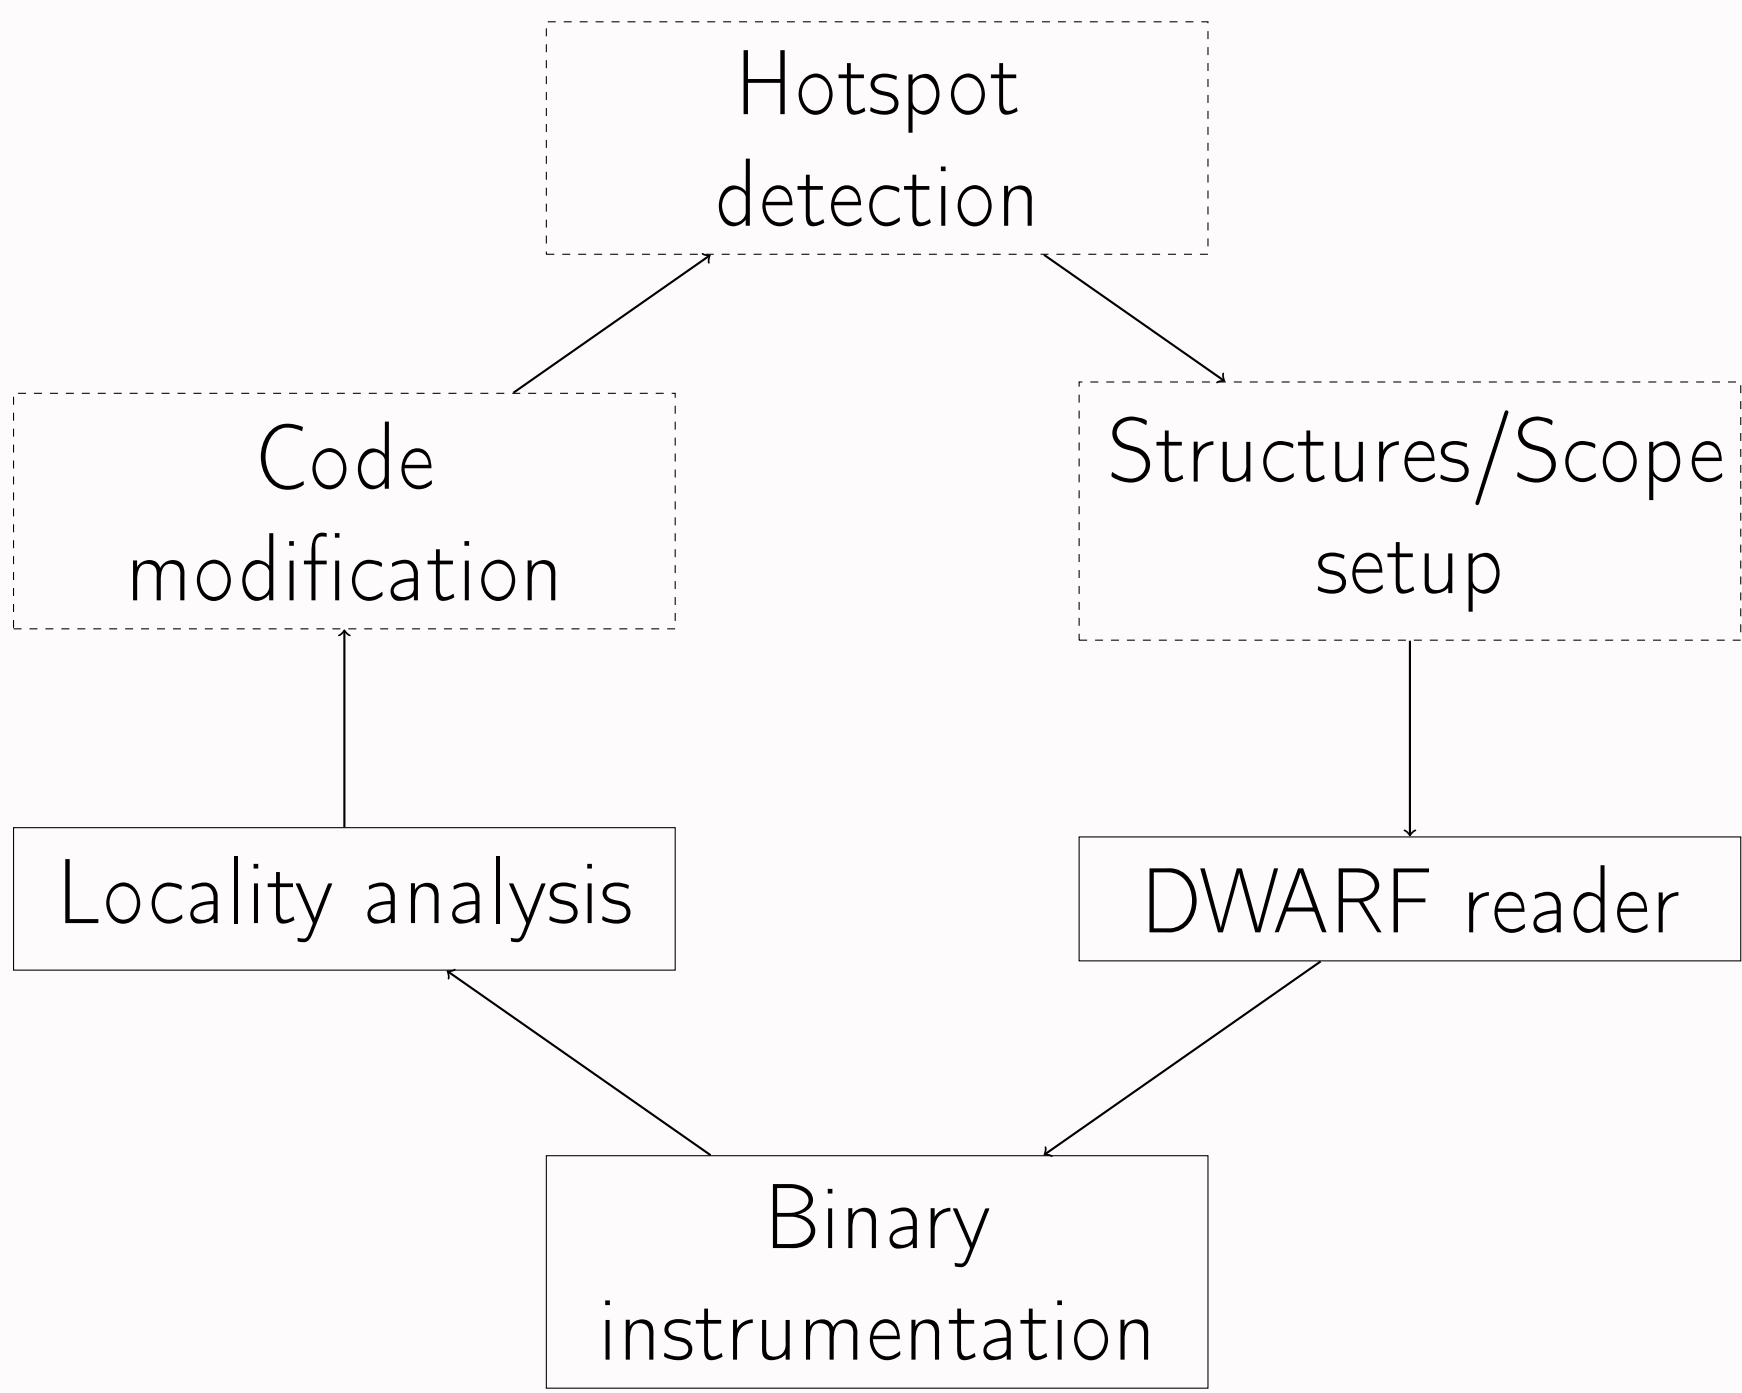 Hotspot
detection
Code
modification
Structures/Scope
setup
Locality analysis
DWARF reader
Binary
instrumentation